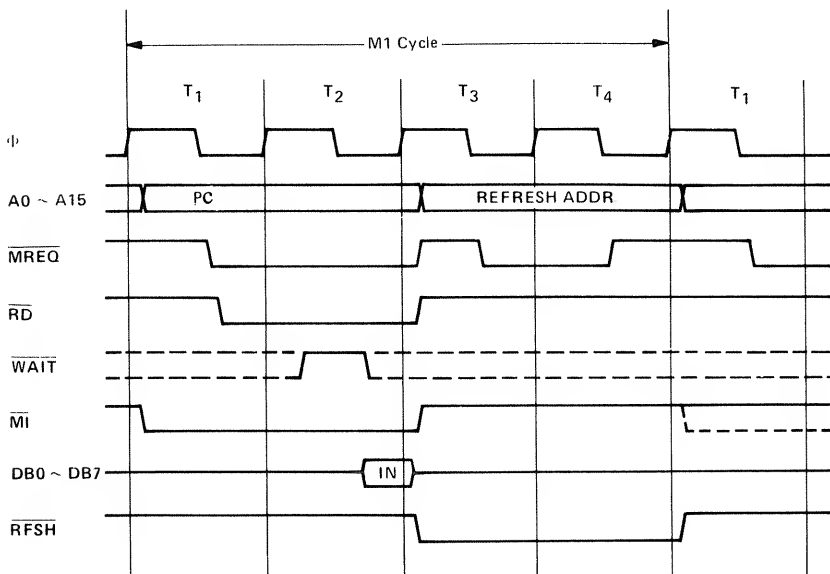 M1 Cycle
T1 T2 T3 T4 T1
Φ
A0 ~ A15 PC REFRESH ADDR
MREQ
RD
WAIT
MI
DB0 ~ DB7 IN
RFSH